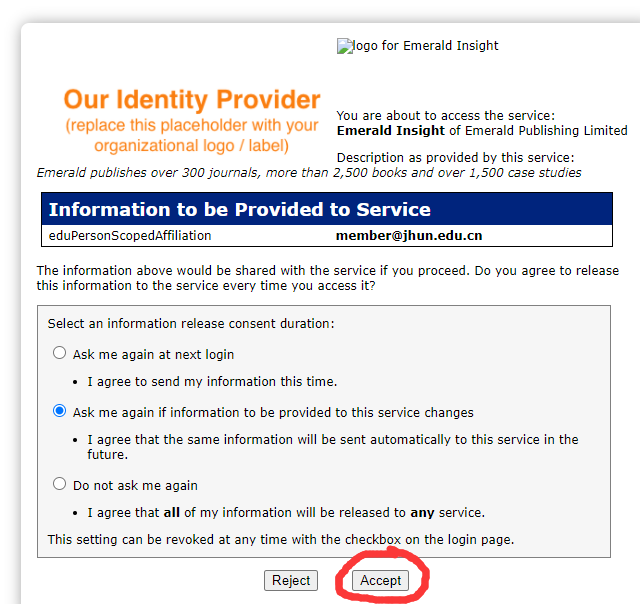 logo for Emerald Insight
Our Identity Provider
(replace this placeholder with your
organizational logo / label)
You are about to access the service:
Emerald Insight of Emerald Publishing Limited
Description as provided by this service:
Emerald publishes over 300 journals, more than 2,500 books and over 1,500 case studies
Information to be Provided to Service
eduPersonScopedAffiliation member@jhun.edu.cn
The information above would be shared with the service if you proceed. Do you agree to release
this information to the service every time you access it?
Select an information release consent duration:
Ask me again at next login
• I agree to send my information this time.
Ask me again if information to be provided to this service changes
• I agree that the same information will be sent automatically to this service in the
future.
Do not ask me again
• I agree that all of my information will be released to any service.
This setting can be revoked at any time with the checkbox on the login page.
Reject Accept